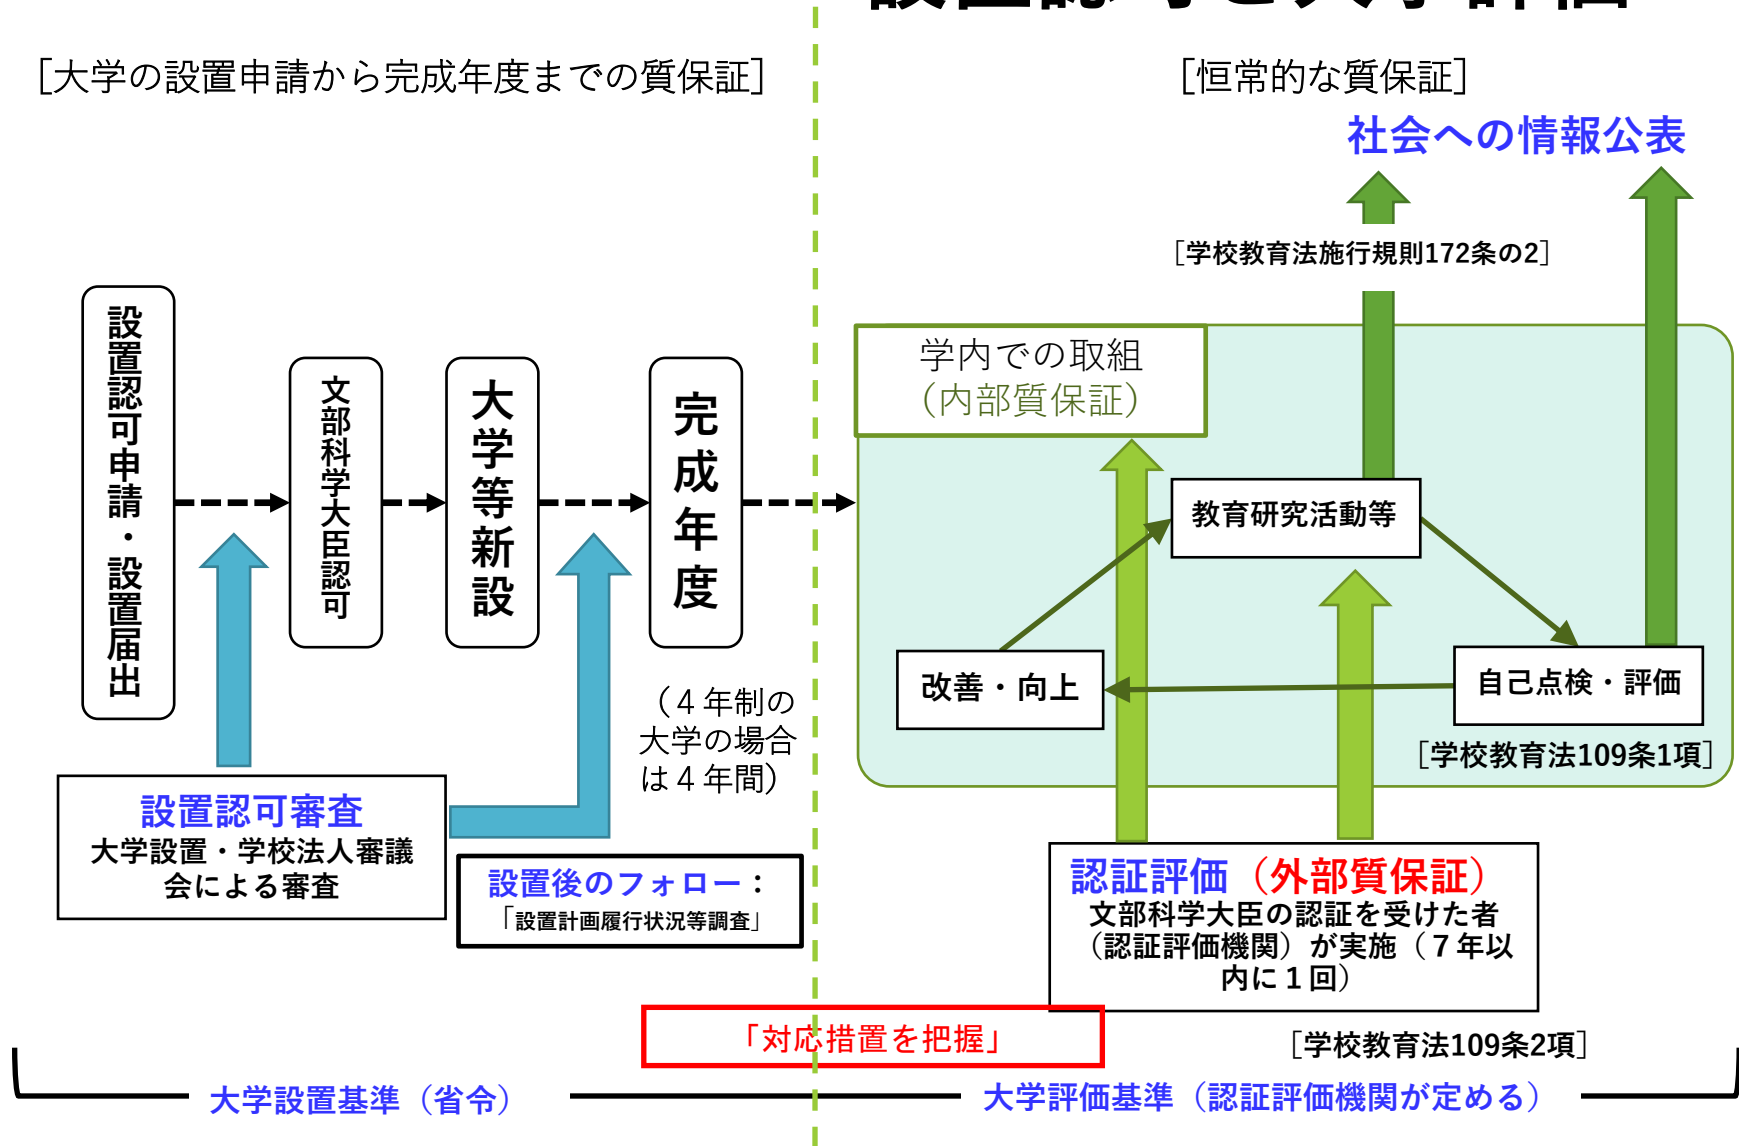 設置認可と大学評価
［大学の設置申請から完成年度までの質保証］
［恒常的な質保証］
社会への情報公表
［学校教育法施行規則172条の2］
設置認可申請・設置届出
文部科学大臣認可
大学等新設
完成年度
（４年制の
大学の場合
は４年間）
学内での取組
（内部質保証）
教育研究活動等
改善・向上
自己点検・評価
［学校教育法109条1項］
設置認可審査
大学設置・学校法人審議
会による審査
設置後のフォロー：
「設置計画履行状況等調査」
認証評価（外部質保証）
文部科学大臣の認証を受けた者
（認証評価機関）が実施（７年以
内に１回）
「対応措置を把握」
［学校教育法109条2項］
大学設置基準（省令）
大学評価基準（認証評価機関が定める）